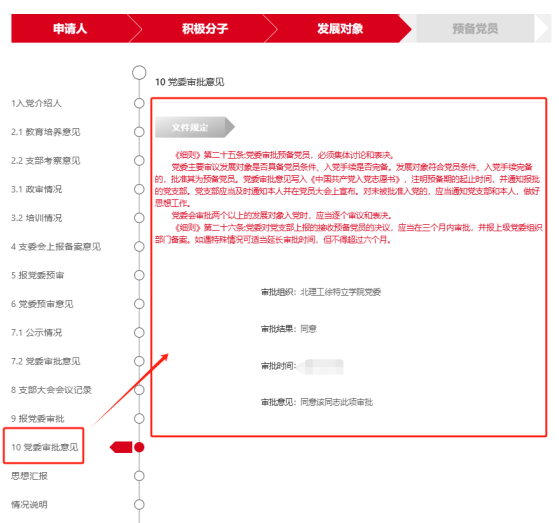 申请人
积极分子
发展对象
预备党员
10 党委审批意见
1入党介绍人
2.1 教育培养意见
2.2 支部考察意见
3.1 政审情况
3.2 培训情况
4 支委会上报备案意见
5 报党委预审
6 党委预审意见
7.1 公示情况
7.2 党委审批意见
8 支部大会会议记录
9 报党委审批
10 党委审批意见
思想汇报
情况说明
文件规定
《细则》第二十五条:党委审批预备党员，必须集体讨论和表决。
党委主要审议发展对象是否具备党员条件、入党手续是否完备。发展对象符合党员条件、入党手续完备
的，批准其为预备党员。党委审批意见写入《中国共产党入党志愿书》，注明预备期的起止时间，并通知报批
的党支部。党支部应当及时通知本人并在党员大会上宣布。对未被批准入党的，应当通知党支部和本人，做好
思想工作。
党委会审批两个以上的发展对象入党时，应当逐个审议和表决。
《细则》第二十六条:党委对党支部上报的接收预备党员的决议，应当在三个月内审批，并报上级党委组织
部门备案。如遇特殊情况可适当延长审批时间，但不得超过六个月。
审批组织：北理工徐特立学院党委
审批结果：同意
审批时间：
审批意见：同意该同志此项审批